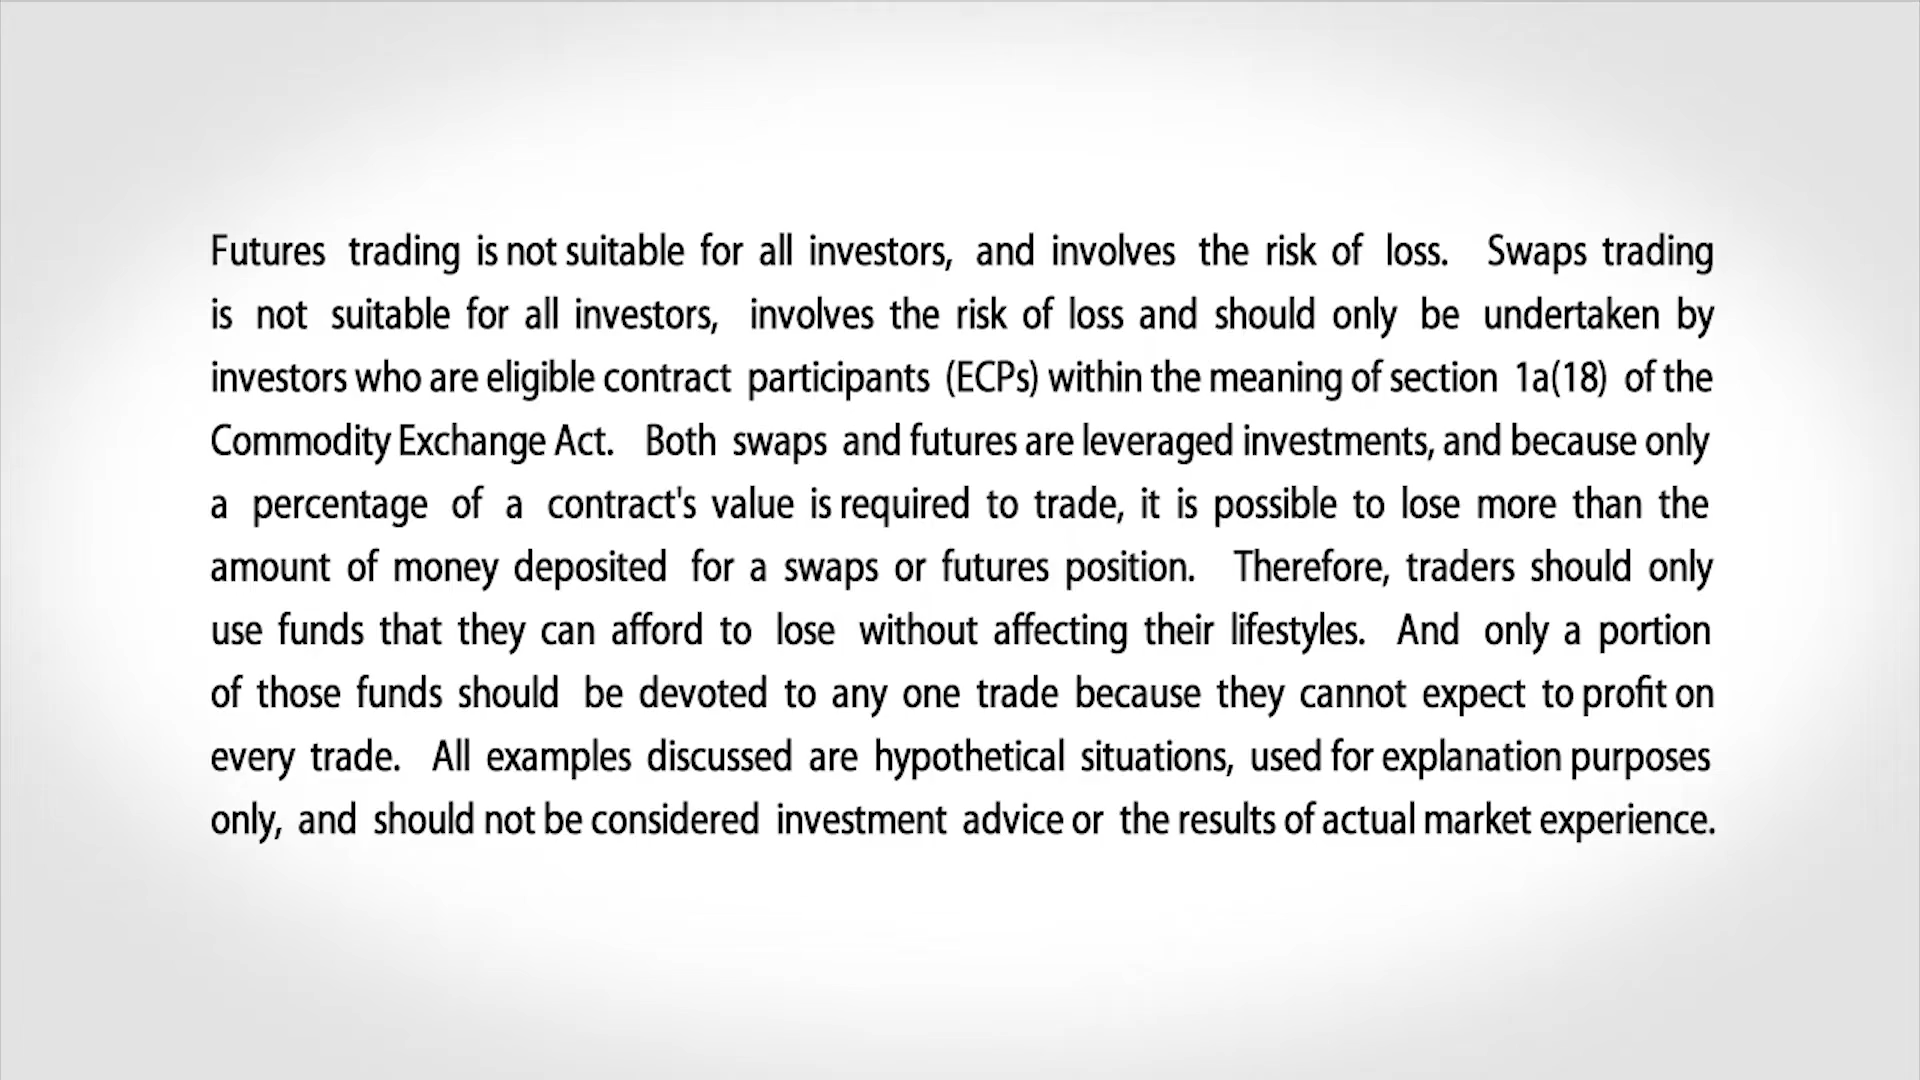 Futures trading is not suitable for all investors, and involves the risk of loss. Swaps trading
is not suitable for all investors, involves the risk of loss and should only be undertaken by
investors who are eligible contract participants (ECPs) within the meaning of section 1a(18) of the
Commodity Exchange Act. Both swaps and futures are leveraged investments, and because only
a percentage of a contract's value is required to trade, it is possible to lose more than the
amount of money deposited for a swaps or futures position. Therefore, traders should only
use funds that they can afford to lose without affecting their lifestyles. And only a portion
of those funds should be devoted to any one trade because they cannot expect to profit on
every trade. All examples discussed are hypothetical situations, used for explanation purposes
only, and should not be considered investment advice or the results of actual market experience.